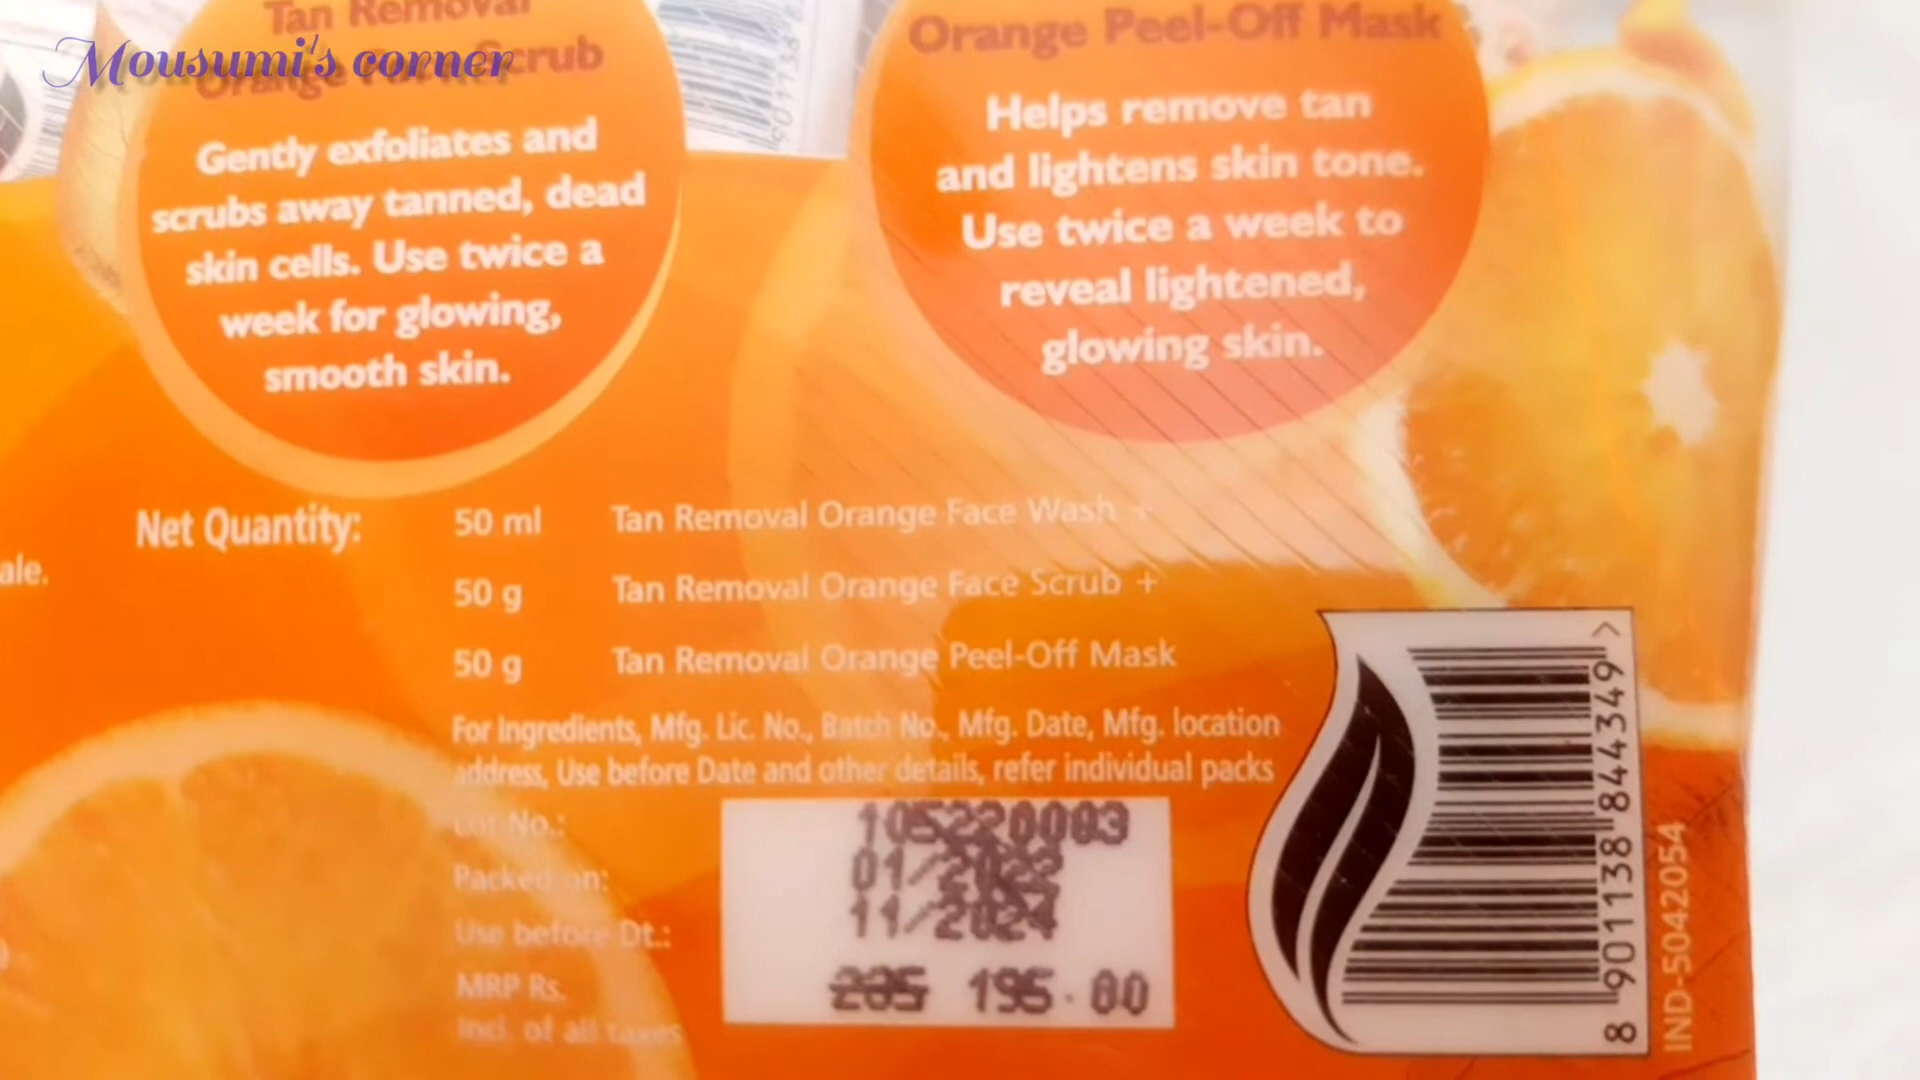 Mousumi's corner
Tan Removal
Orange Face Scrub
Gently exfoliates and
scrubs away tanned, dead
skin cells. Use twice a
week for glowing,
smooth skin.
Orange Peel-Off Mask
Helps remove tan
and lightens skin tone.
Use twice a week to
reveal lightened,
glowing skin.
ale.
Net Quantity:
50 ml Tan Removal Orange Face Wash +
50 g Tan Removal Orange Face Scrub +
50 g Tan Removal Orange Peel-Off Mask
For Ingredients, Mfg. Lic. No., Batch No., Mfg. Date, Mfg. location
address, Use before Date and other details, refer individual packs
Lot No.: 105220003
Packed on: 01/2022
Use before Dt.: 11/2024
MRP Rs. 195.00
Incl. of all taxes
8 901138 844349 >
IND-5042054